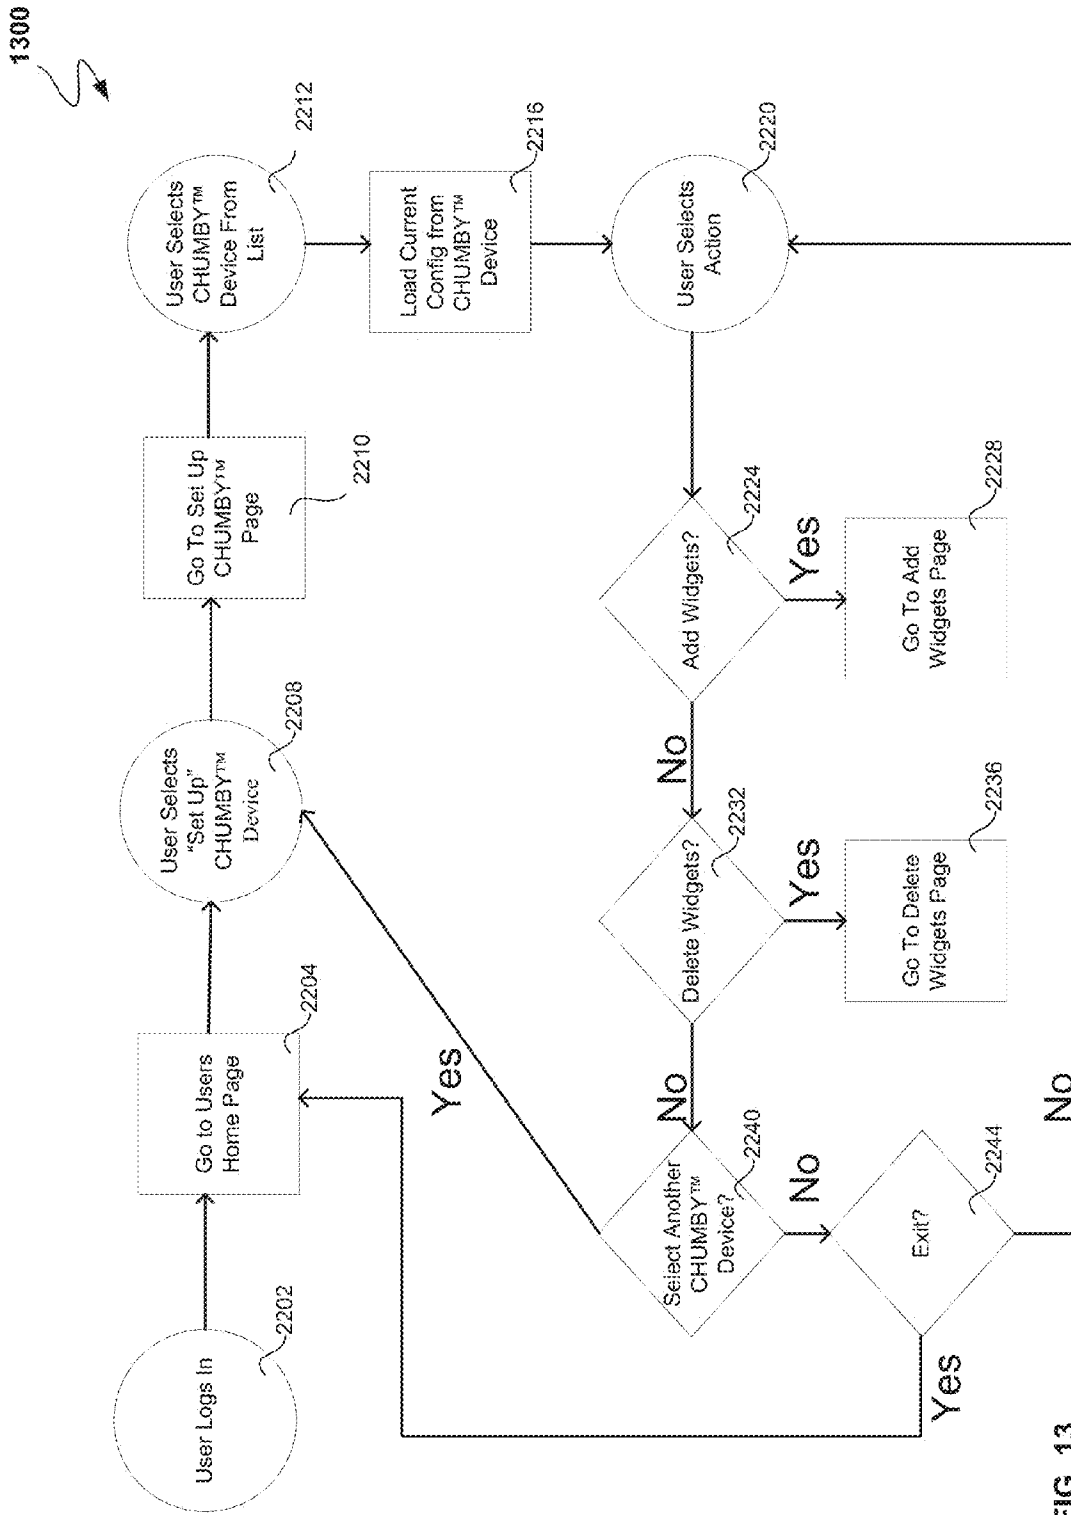 1300
User Logs In
2202
Go to Users
Home Page
2204
User Selects
“Set Up”
CHUMBY™
Device
2208
Go To Set Up
CHUMBY™
Page
2210
User Selects
CHUMBY™
Device From
List
2212
Load Current
Config from
CHUMBY™
Device
2216
User Selects
Action
2220
Add Widgets?
2224
Yes
Go To Add
Widgets Page
2228
No
Delete Widgets?
2232
Yes
Go To Delete
Widgets Page
2236
No
Select Another
CHUMBY™
Device?
2240
Yes
No
Exit?
2244
Yes
No
FIG. 13